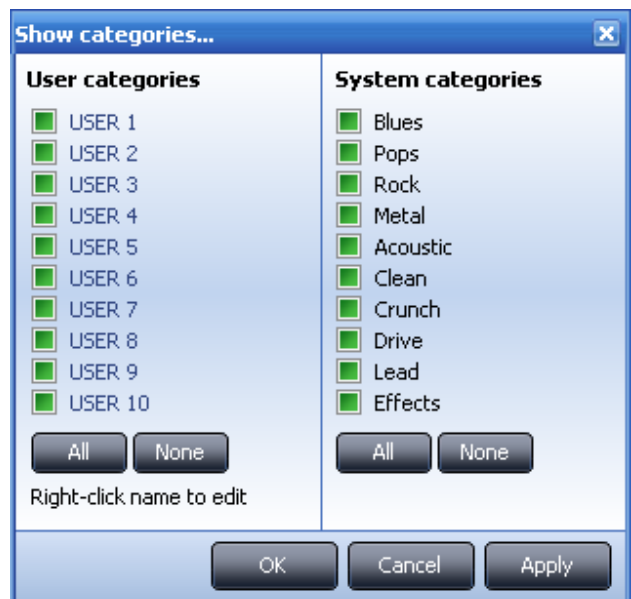 Show categories...
User categories
USER 1
USER 2
USER 3
USER 4
USER 5
USER 6
USER 7
USER 8
USER 9
USER 10
All
None
Right-click name to edit
System categories
Blues
Pops
Rock
Metal
Acoustic
Clean
Crunch
Drive
Lead
Effects
All
None
OK
Cancel
Apply